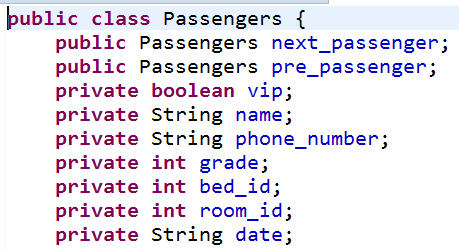 public class Passengers {
public Passengers next_passenger;
public Passengers pre_passenger;
private boolean vip;
private String name;
private String phone_number;
private int grade;
private int bed_id;
private int room_id;
private String date;